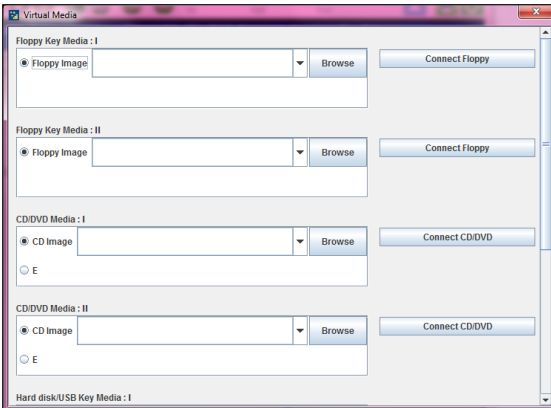 Virtual Media
Floppy Key Media : I
Floppy Image Browse Connect Floppy
Floppy Key Media : II
Floppy Image Browse Connect Floppy
CD/DVD Media : I
CD Image Browse Connect CD/DVD
E
CD/DVD Media : II
CD Image Browse Connect CD/DVD
E
Hard disk/USB Key Media : I